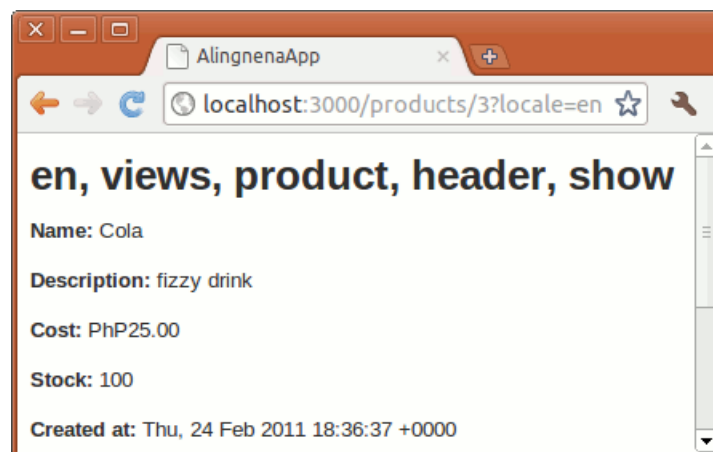 AlingnenaApp
localhost:3000/products/3?locale=en
en, views, product, header, show
Name: Cola
Description: fizzy drink
Cost: PhP25.00
Stock: 100
Created at: Thu, 24 Feb 2011 18:36:37 +0000